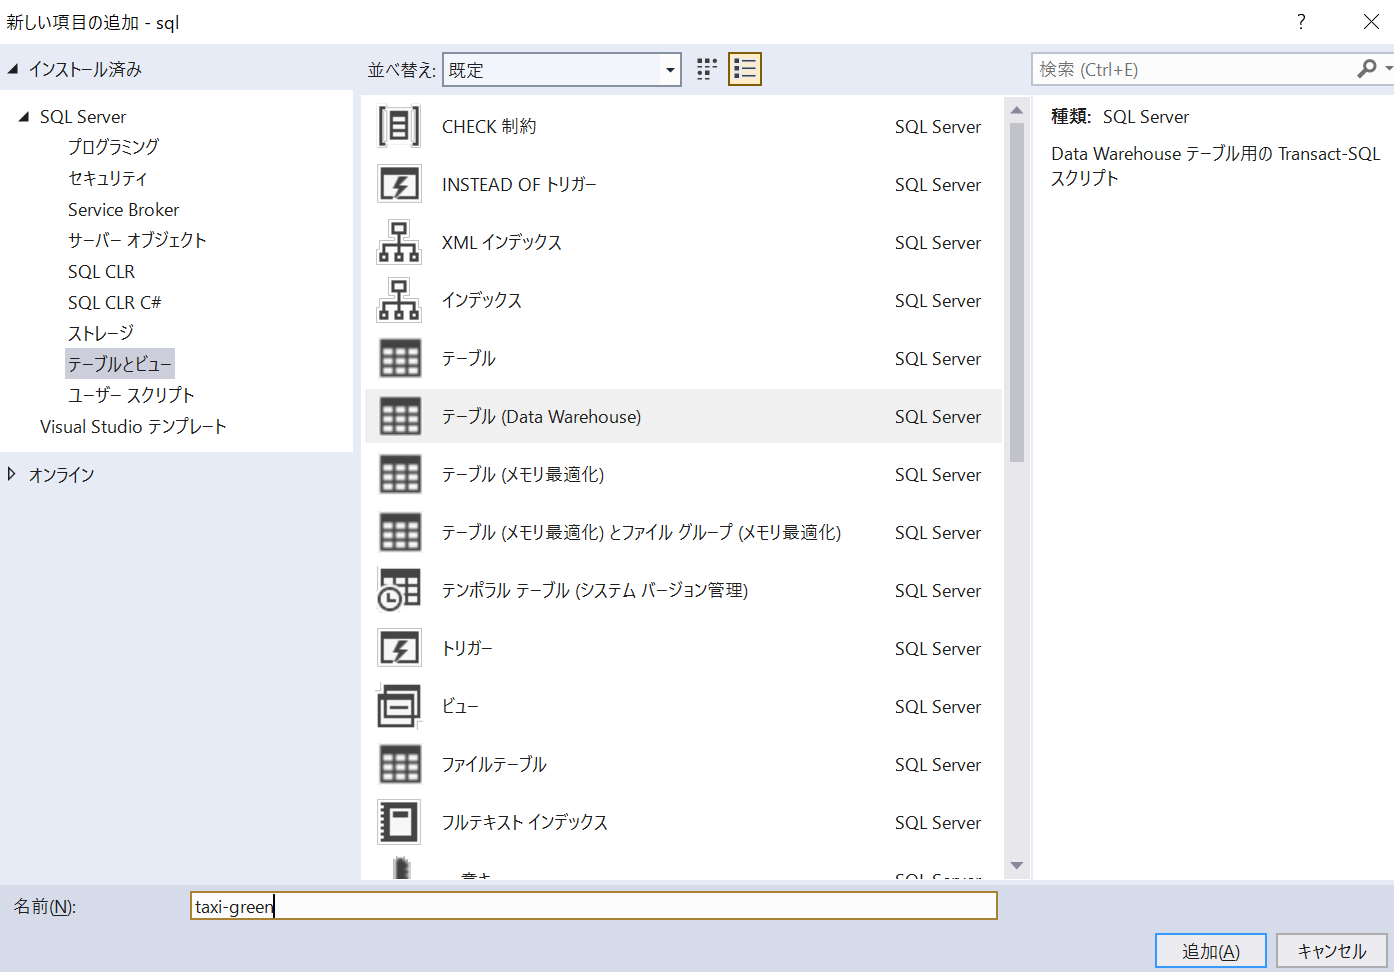 新しい項目の追加 - sql
?
インストール済み
並べ替え: 既定
検索 (Ctrl+E)
SQL Server
プログラミング
セキュリティ
Service Broker
サーバー オブジェクト
SQL CLR
SQL CLR C#
ストレージ
テーブルとビュー
ユーザー スクリプト
Visual Studio テンプレート
オンライン
CHECK 制約 SQL Server
INSTEAD OF トリガー SQL Server
XML インデックス SQL Server
インデックス SQL Server
テーブル SQL Server
テーブル (Data Warehouse) SQL Server
テーブル (メモリ最適化) SQL Server
テーブル (メモリ最適化) とファイル グループ (メモリ最適化) SQL Server
テンポラル テーブル (システム バージョン管理) SQL Server
トリガー SQL Server
ビュー SQL Server
ファイルテーブル SQL Server
フルテキスト インデックス SQL Server
種類: SQL Server
Data Warehouse テーブル用の Transact-SQL
スクリプト
名前(N): taxi-green
追加(A) キャンセル